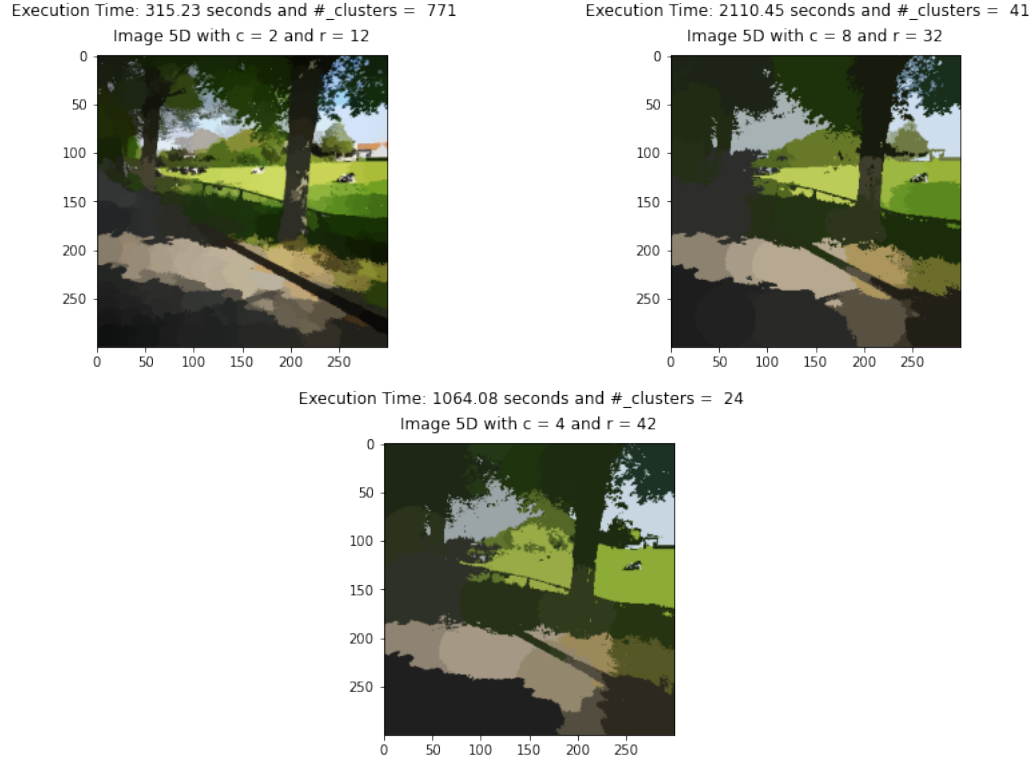 Execution Time: 315.23 seconds and #_clusters = 771
Image 5D with c = 2 and r = 12
0
50
100
150
200
250
0 50 100 150 200 250
Execution Time: 2110.45 seconds and #_clusters = 41
Image 5D with c = 8 and r = 32
0
50
100
150
200
250
0 50 100 150 200 250
Execution Time: 1064.08 seconds and #_clusters = 24
Image 5D with c = 4 and r = 42
0
50
100
150
200
250
0 50 100 150 200 250